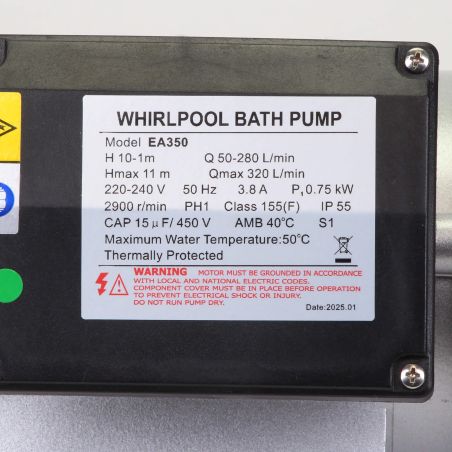 WHIRLPOOL BATH PUMP
Model EA350
H 10-1m Q 50-280 L/min
Hmax 11 m Qmax 320 L/min
220-240 V 50 Hz 3.8 A P₁0.75 kW
2900 r/min PH1 Class 155(F) IP 55
CAP 15 μF/ 450 V AMB 40℃ S1
Maximum Water Temperature:50℃
Thermally Protected
WARNING MOTOR MUST BE GROUNDED IN ACCORDANCE
WITH LOCAL AND NATIONAL ELECTRIC CODES.
COMPONENT COVER MUST BE IN PLACE BEFORE OPERATION
TO PREVENT ELECTRICAL SHOCK OR INJURY.
DO NOT RUN PUMP DRY.
Date:2025.01